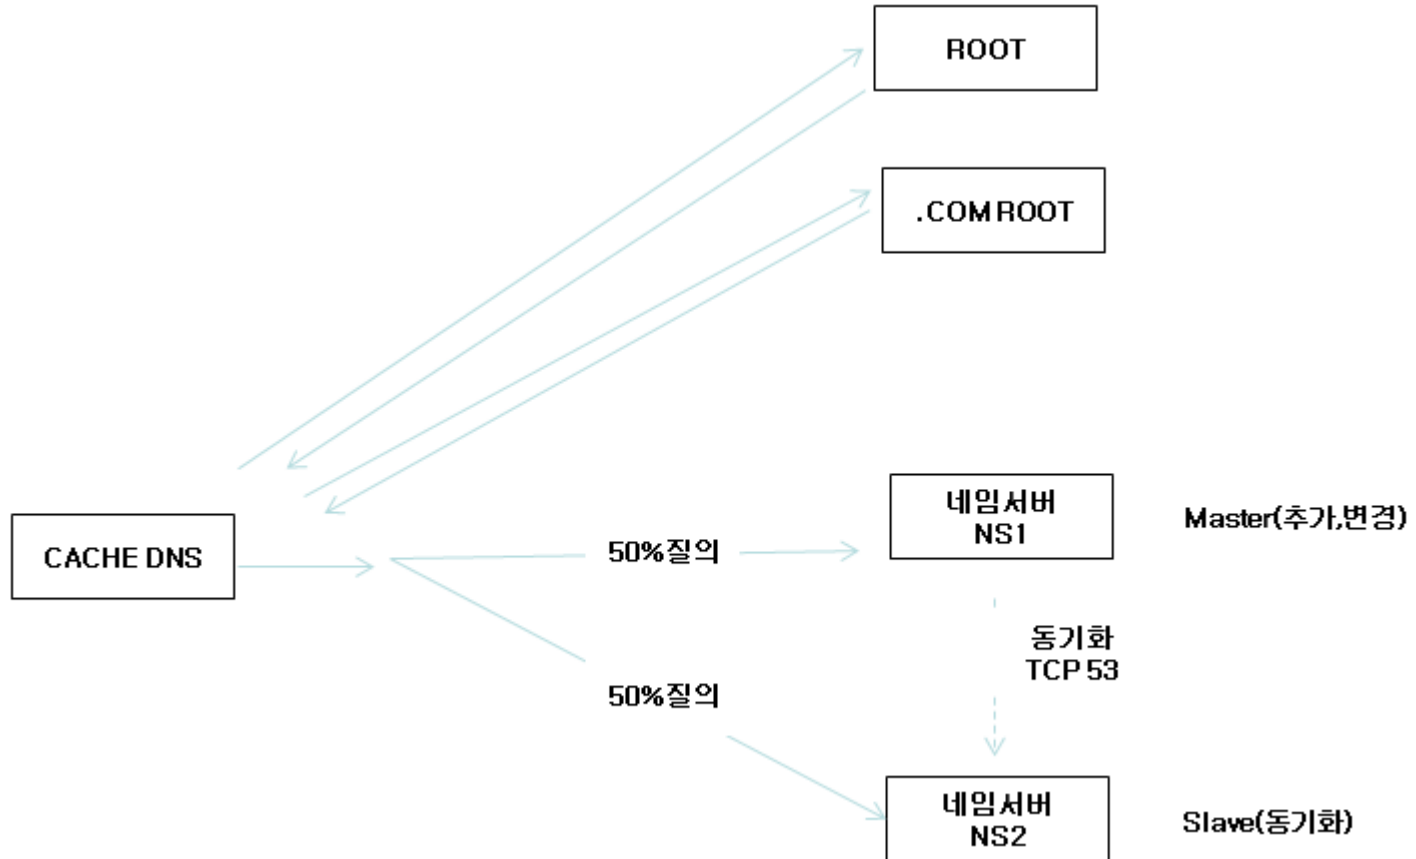 ROOT
.COM ROOT
네임서버
NS1
Master(추가,변경)
CACHE DNS
50%질의
동기화
TCP 53
50%질의
네임서버
NS2
Slave(동기화)